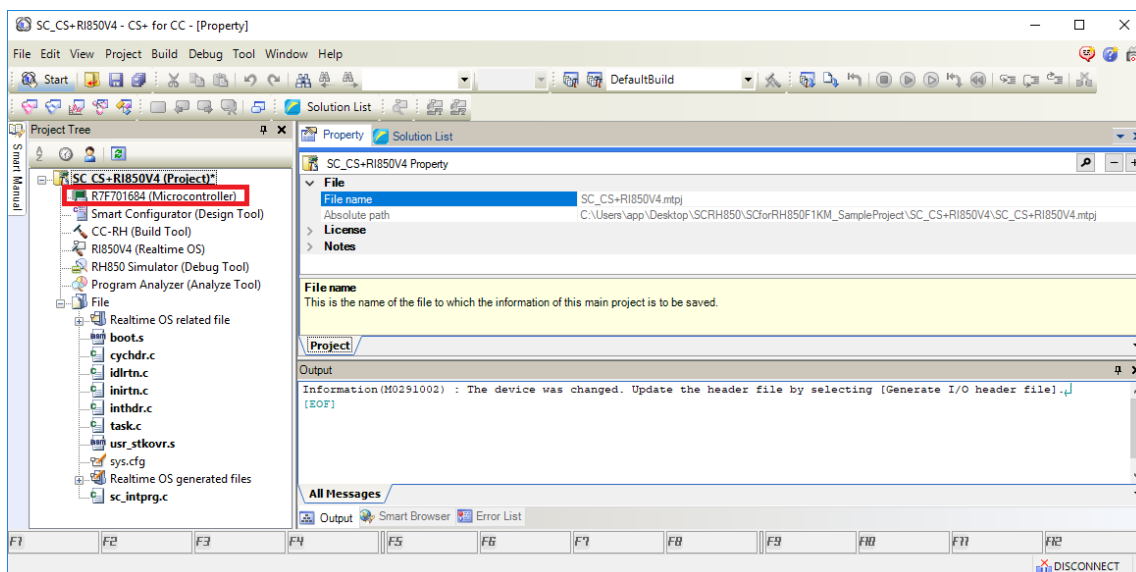 SC_CS+RI850V4 - CS+ for CC - [Property]
File Edit View Project Build Debug Tool Window Help
Start DefaultBuild
Solution List
Smart Manual
Project Tree
SC_CS+RI850V4 (Project)*
R7F701684 (Microcontroller)
Smart Configurator (Design Tool)
CC-RH (Build Tool)
RI850V4 (Realtime OS)
RH850 Simulator (Debug Tool)
Program Analyzer (Analyze Tool)
File
Realtime OS related file
boot.s
cychdr.c
idlrtn.c
inirtn.c
inthdr.c
task.c
usr_stkovr.s
sys.cfg
Realtime OS generated files
sc_intprg.c
Property Solution List
SC_CS+RI850V4 Property
File
File name SC_CS+RI850V4.mtpj
Absolute path C:\Users\app\Desktop\SCRH850\SCforRH850F1KM_SampleProject\SC_CS+RI850V4\SC_CS+RI850V4.mtpj
License
Notes
File name
This is the name of the file to which the information of this main project is to be saved.
Project
Output
Information(M0291002) : The device was changed. Update the header file by selecting [Generate I/O header file].
[EOF]
All Messages
Output Smart Browser Error List
F1 F2 F3 F4 F5 F6 F7 F8 F9 F10 F11 F12
DISCONNECT